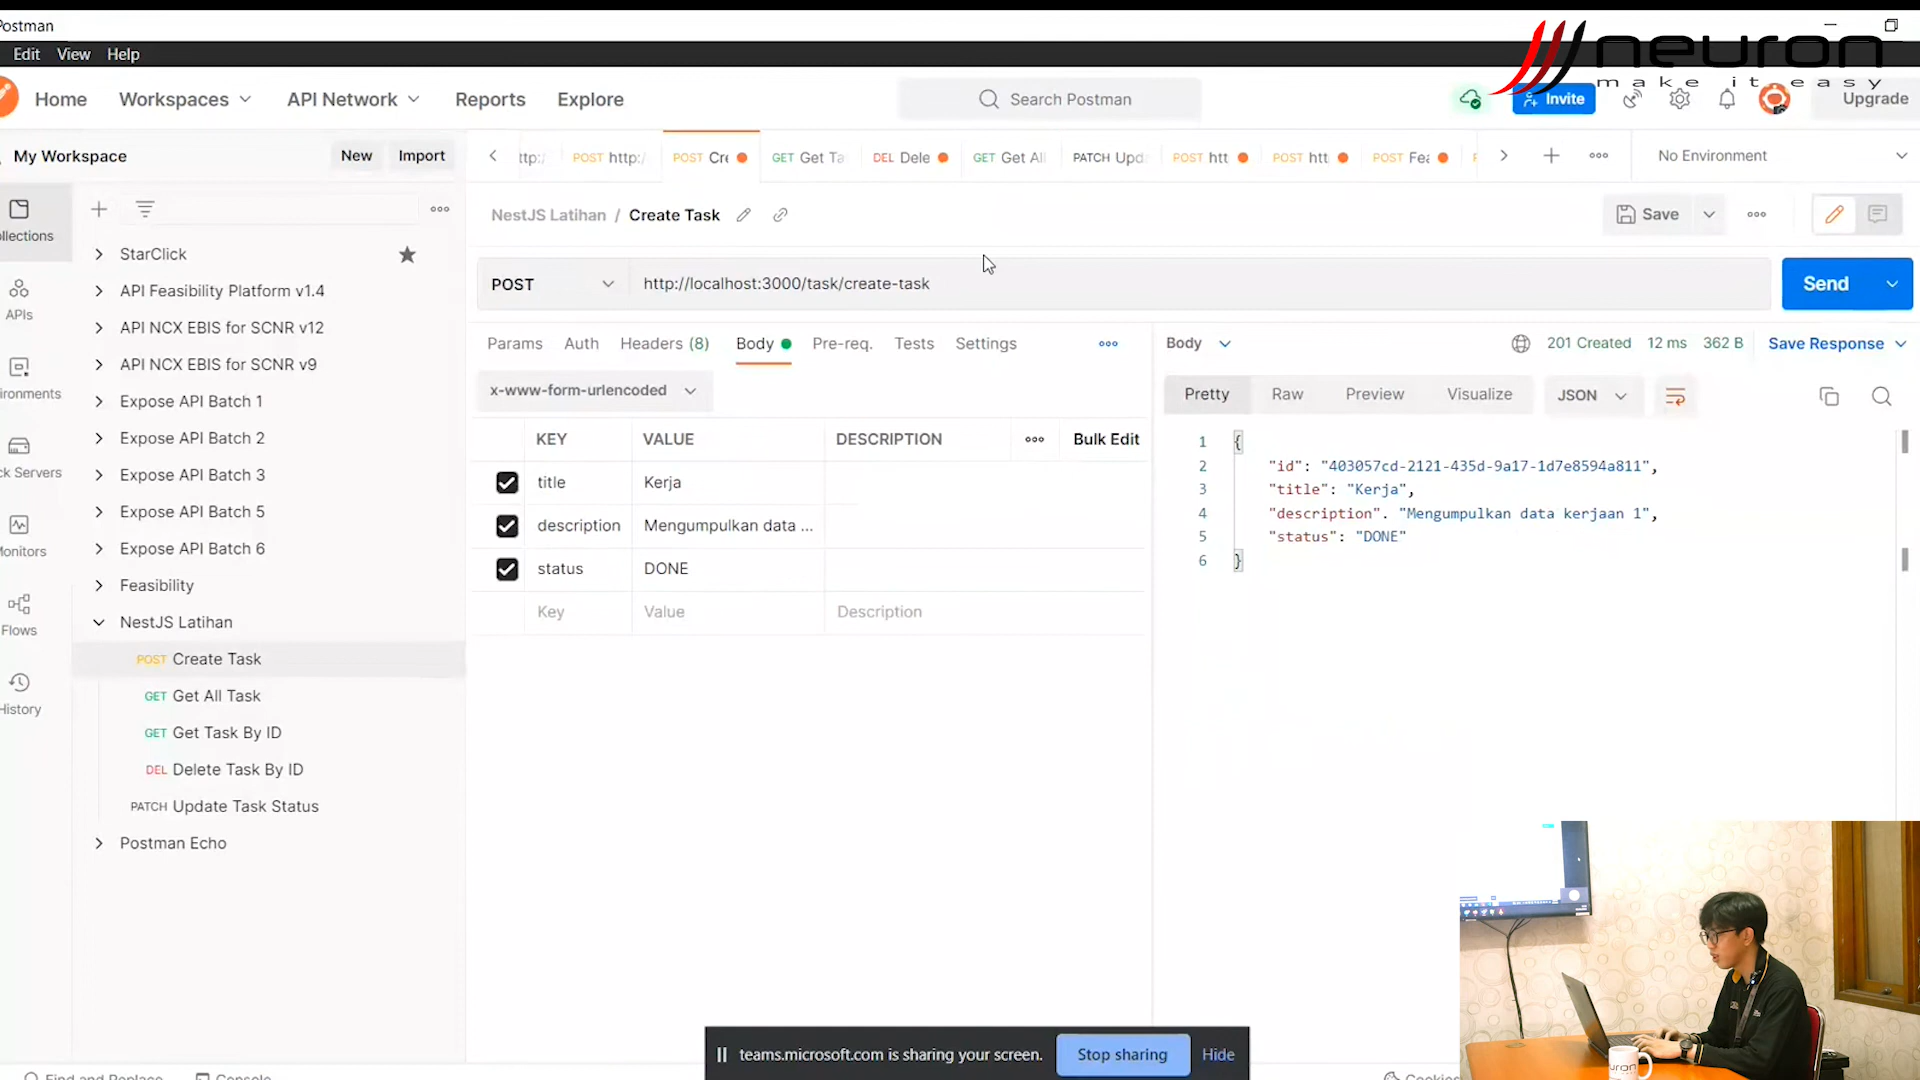 Postman
Edit View Help
neuron
make it easy
Home Workspaces API Network Reports Explore
Search Postman
Invite
Upgrade
My Workspace New Import
POST http:/ POST Cre GET Get Ta DEL Dele GET Get All PATCH Upd POST htt POST htt POST Fea No Environment
NestJS Latihan / Create Task
Save
POST http://localhost:3000/task/create-task Send
Params Auth Headers (8) Body Pre-req. Tests Settings
Body 201 Created 12 ms 362 B Save Response
x-www-form-urlencoded
Pretty Raw Preview Visualize JSON
KEY VALUE DESCRIPTION Bulk Edit
title Kerja
description Mengumpulkan data ...
status DONE
Key Value Description
1 {
2 "id": "403057cd-2121-435d-9a17-1d7e8594a811",
3 "title": "Kerja",
4 "description". "Mengumpulkan data kerjaan 1",
5 "status": "DONE"
6 }
llections
APIs
ironments
ck Servers
onitors
Flows
History
StarClick
API Feasibility Platform v1.4
API NCX EBIS for SCNR v12
API NCX EBIS for SCNR v9
Expose API Batch 1
Expose API Batch 2
Expose API Batch 3
Expose API Batch 5
Expose API Batch 6
Feasibility
NestJS Latihan
POST Create Task
GET Get All Task
GET Get Task By ID
DEL Delete Task By ID
PATCH Update Task Status
Postman Echo
teams.microsoft.com is sharing your screen. Stop sharing Hide
Find and Replace Console
Cookies